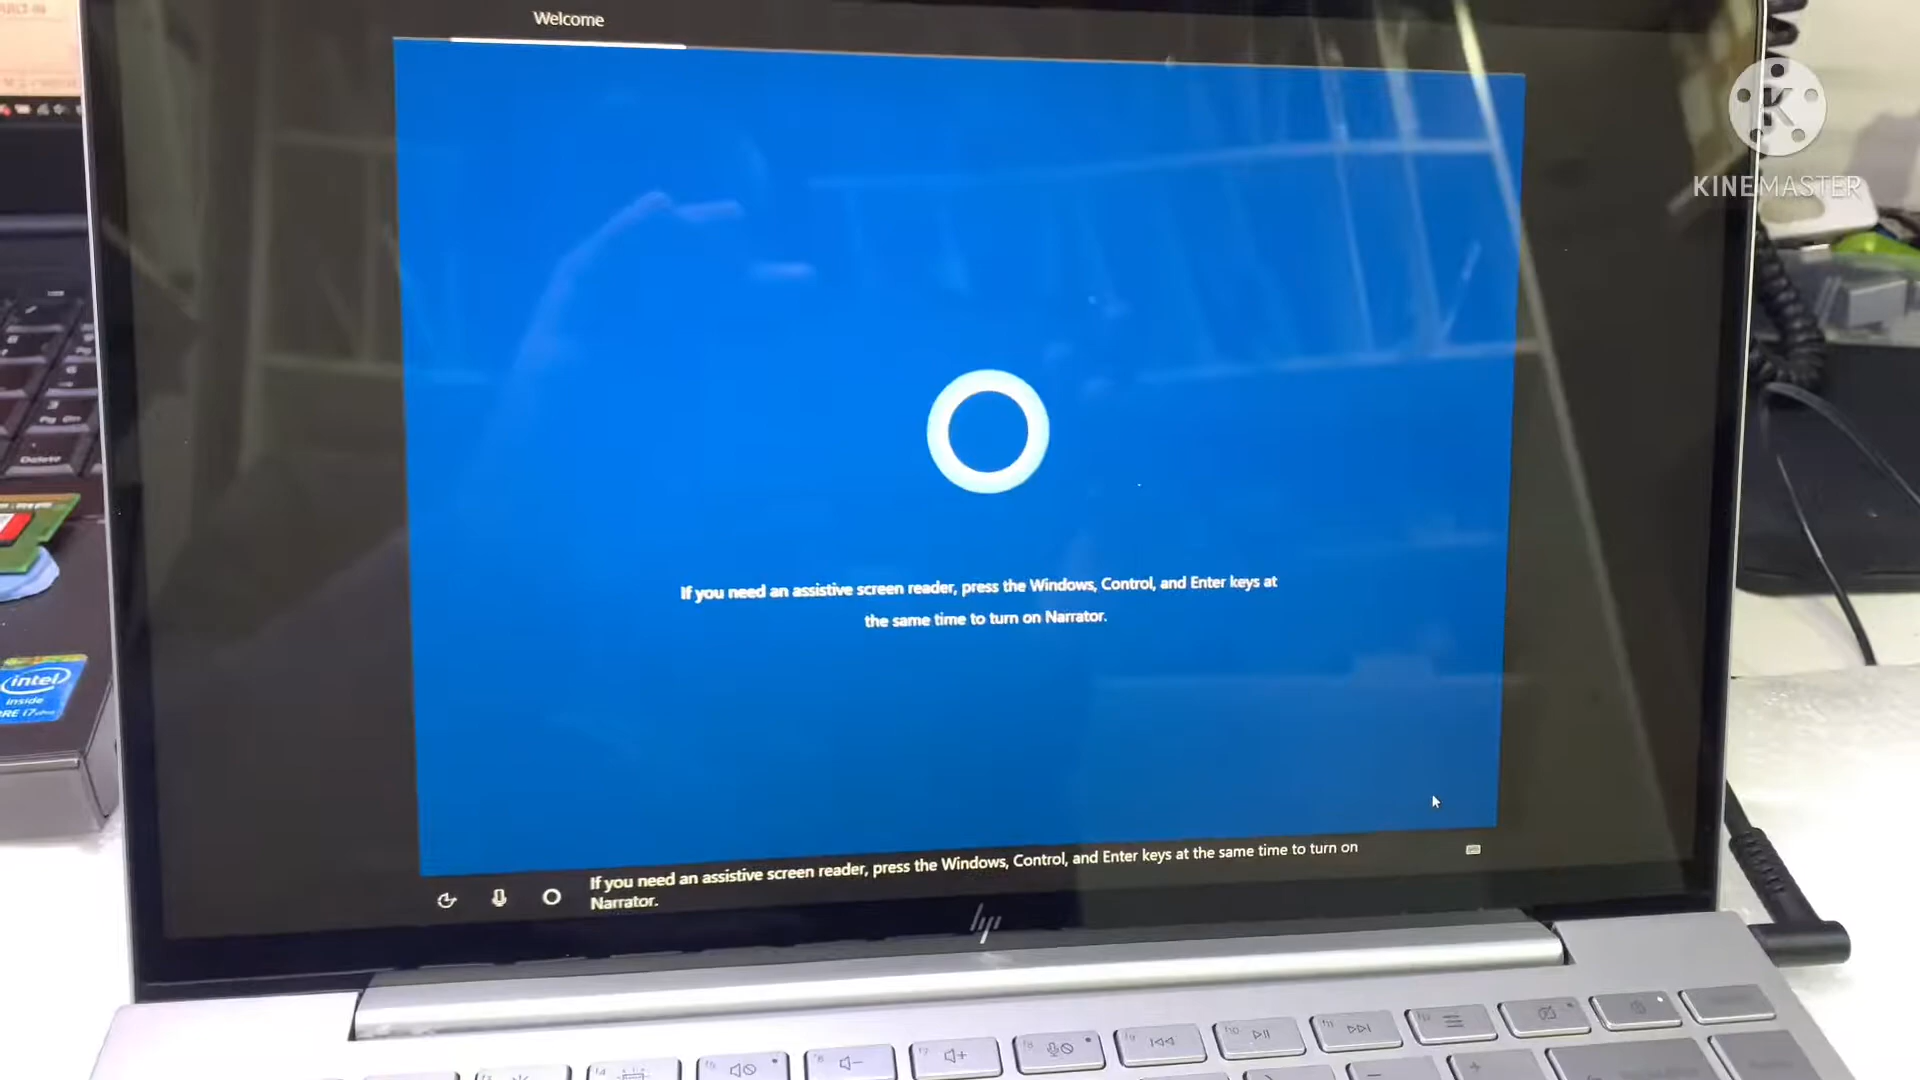 Welcome
KINEMASTER
If you need an assistive screen reader, press the Windows, Control, and Enter keys at
the same time to turn on Narrator.
If you need an assistive screen reader, press the Windows, Control, and Enter keys at the same time to turn on
Narrator.
hp
Delete
intel
inside